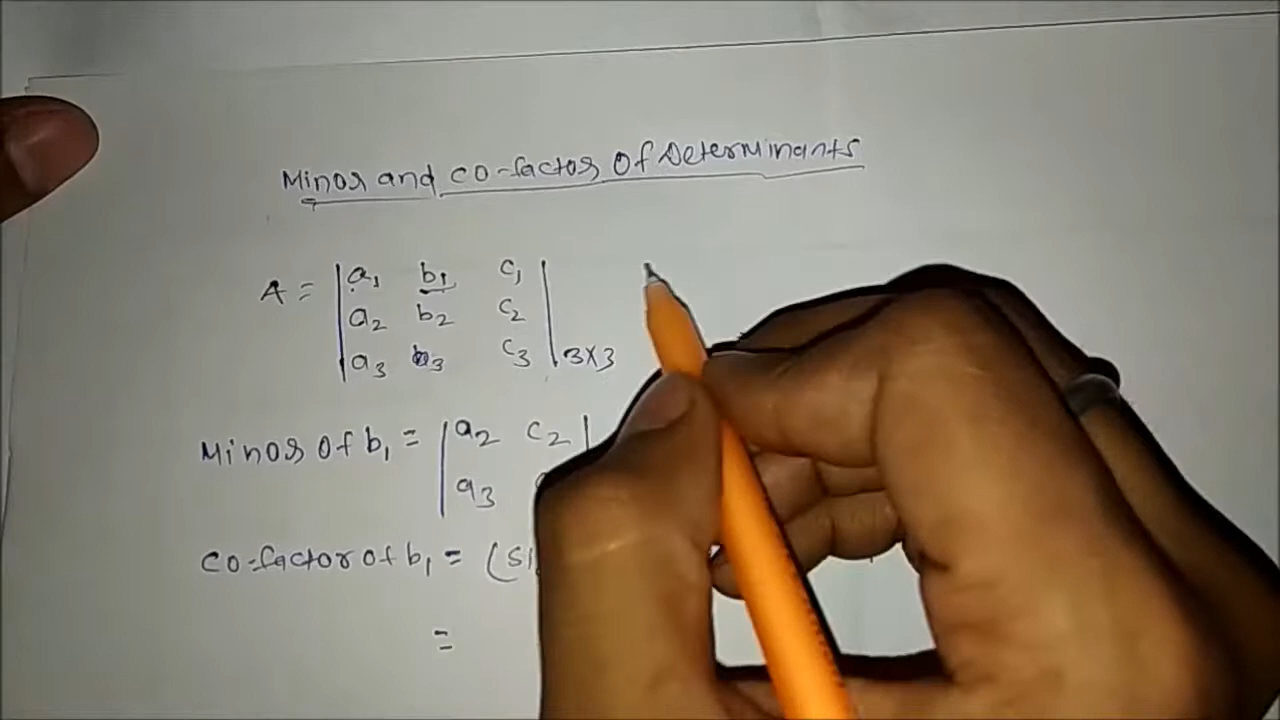 Minor and co-factor Of Determinants
A = | a₁ b₁ c₁ |
| a₂ b₂ c₂ |
| a₃ b₃ c₃ | 3×3
Minor of b₁ = | a₂ c₂ |
| a₃
co-factor of b₁ = (
=